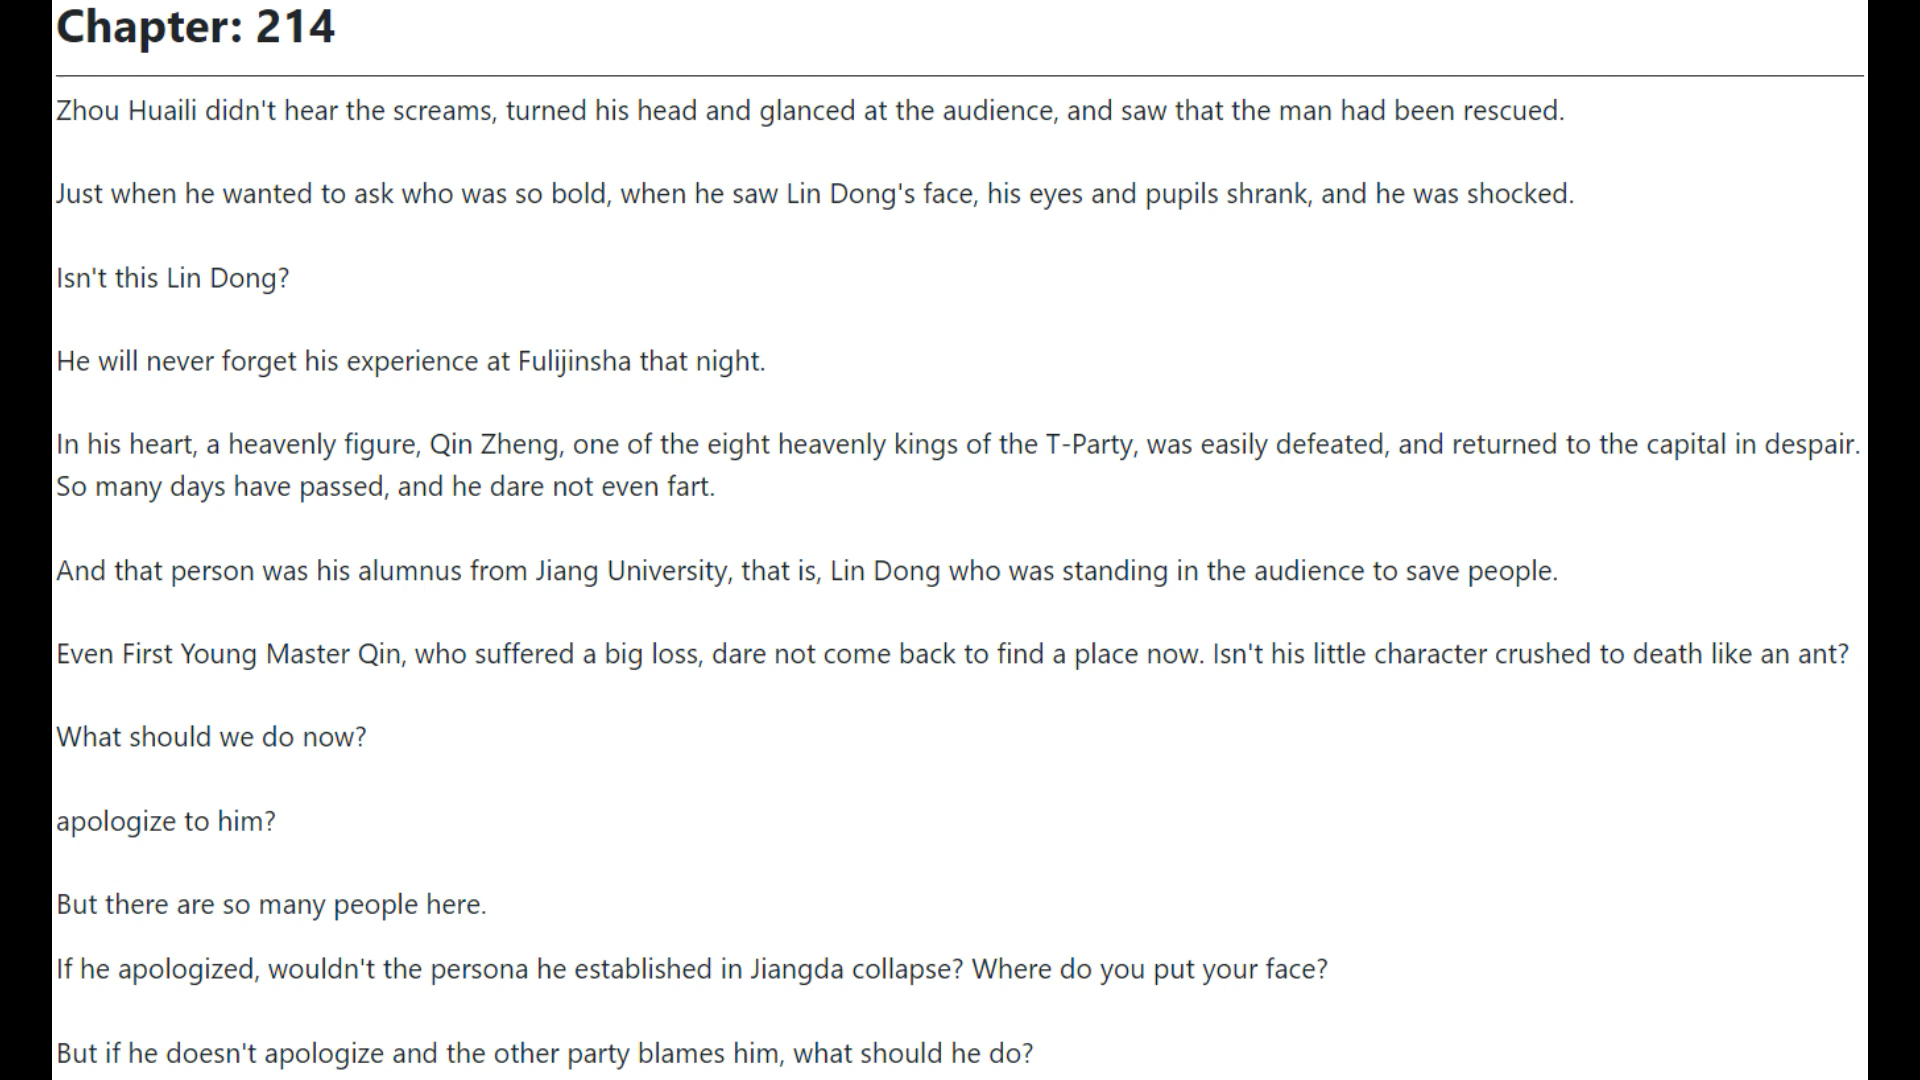 Chapter: 214
Zhou Huaili didn't hear the screams, turned his head and glanced at the audience, and saw that the man had been rescued.
Just when he wanted to ask who was so bold, when he saw Lin Dong's face, his eyes and pupils shrank, and he was shocked.
Isn't this Lin Dong?
He will never forget his experience at Fulijinsha that night.
In his heart, a heavenly figure, Qin Zheng, one of the eight heavenly kings of the T-Party, was easily defeated, and returned to the capital in despair.
So many days have passed, and he dare not even fart.
And that person was his alumnus from Jiang University, that is, Lin Dong who was standing in the audience to save people.
Even First Young Master Qin, who suffered a big loss, dare not come back to find a place now. Isn't his little character crushed to death like an ant?
What should we do now?
apologize to him?
But there are so many people here.
If he apologized, wouldn't the persona he established in Jiangda collapse? Where do you put your face?
But if he doesn't apologize and the other party blames him, what should he do?